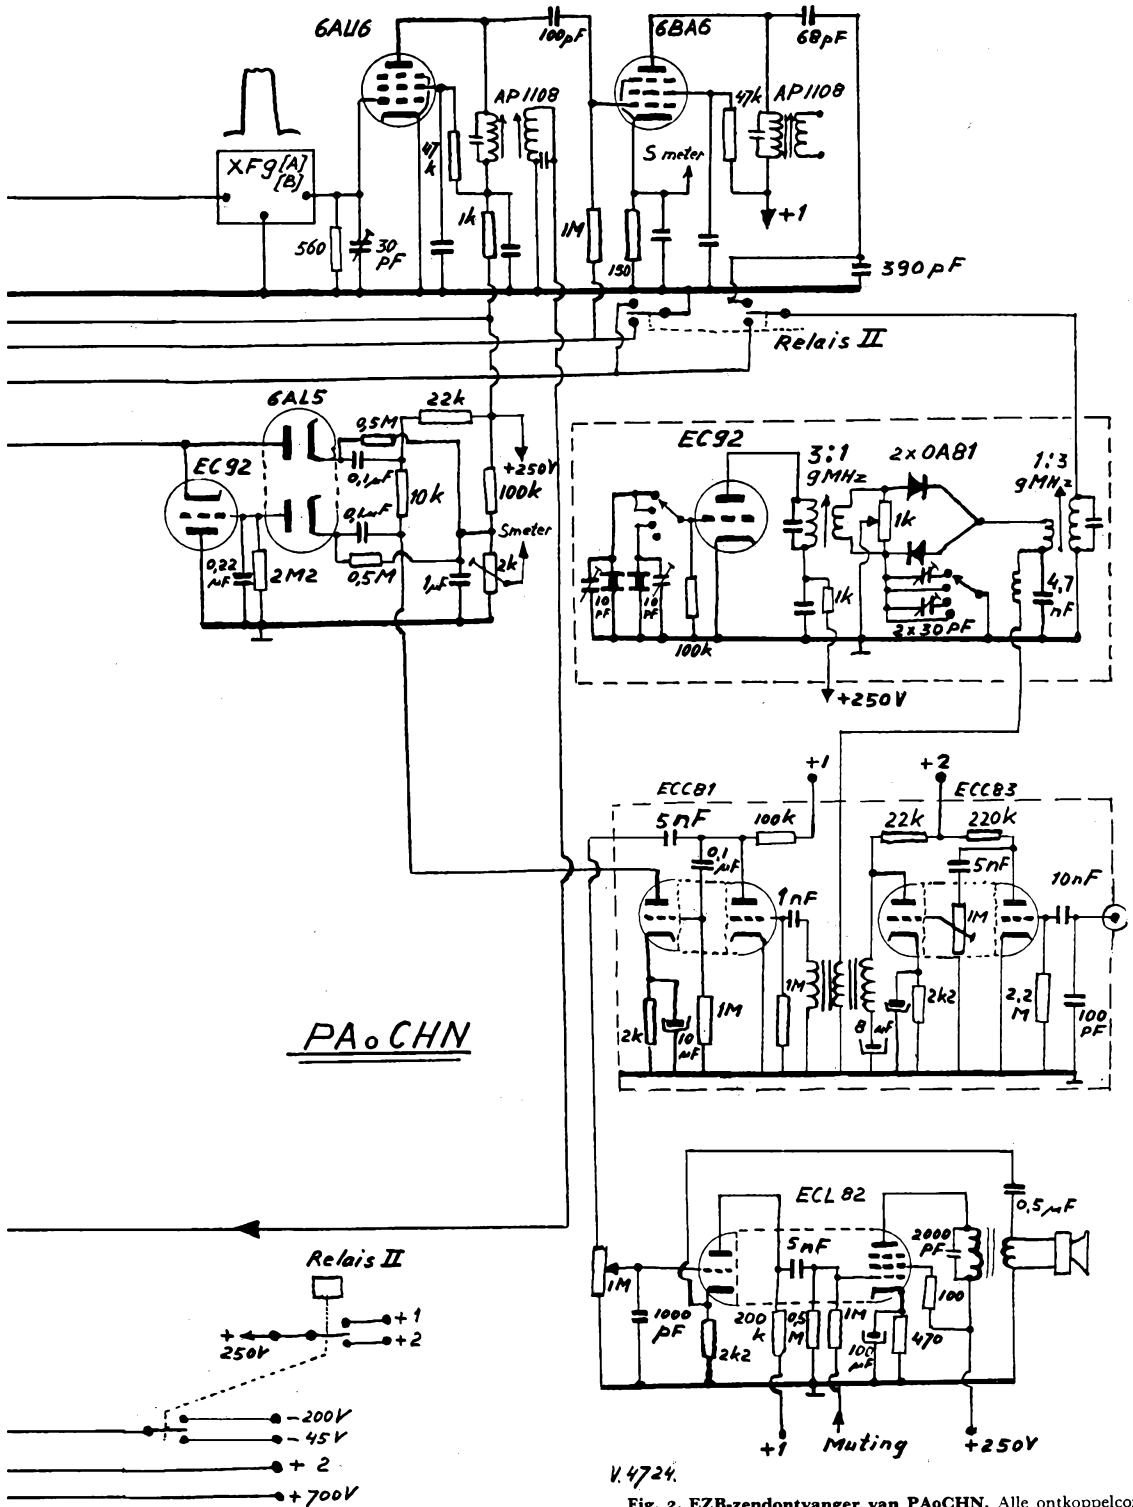 6AU6
100pF
6BA6
68pF
XF9 [A]
[B]
AP1108
47k
AP1108
47
k
S meter
+1
560
30
PF
1k
1M
150
390pF
Relais II
6AL5
22k
0,5M
+250V
EC92
0,1µF
10k
100k
0,1µF
Smeter
0,22
µF
2M2
0,5M
1µF
2k
EC92
3:1
9MHz
2x0A81
1:3
9MHz
1k
10
PF
10
PF
100k
1k
4,7
nF
2x30PF
+250V
+1
+2
ECC81
ECC83
5nF
100k
22k
220k
0,1
µF
5nF
10nF
1nF
1M
1M
1M
2k
10
µF
8µF
2k2
2,2
M
100
PF
PAoCHN
ECL82
0,5µF
5nF
2000
PF
1M
1000
PF
2k2
200
k
0,5
M
1M
100
µF
470
100
Relais II
+
250V
+1
+2
-200V
-45V
+ 2
+700V
+1
Muting
+250V
V.4724.
Fig. 2. EZB-zendontvanger van PAoCHN. Alle ontkoppelco